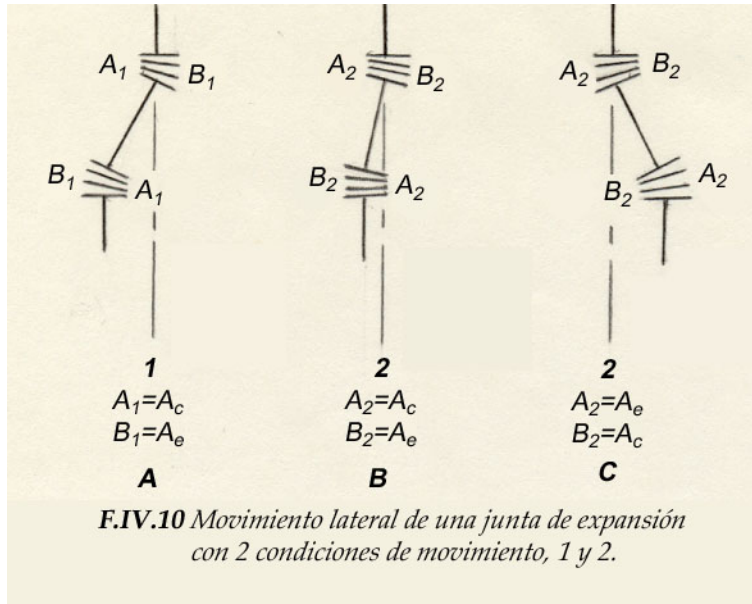 A₁ B₁ A₂ B₂ A₂ B₂
B₁ A₁ B₂ A₂ B₂ A₂
1 2 2
A₁=Ac A₂=Ac A₂=Ae
B₁=Ae B₂=Ae B₂=Ac
A B C
F.IV.10 Movimiento lateral de una junta de expansión
con 2 condiciones de movimiento, 1 y 2.